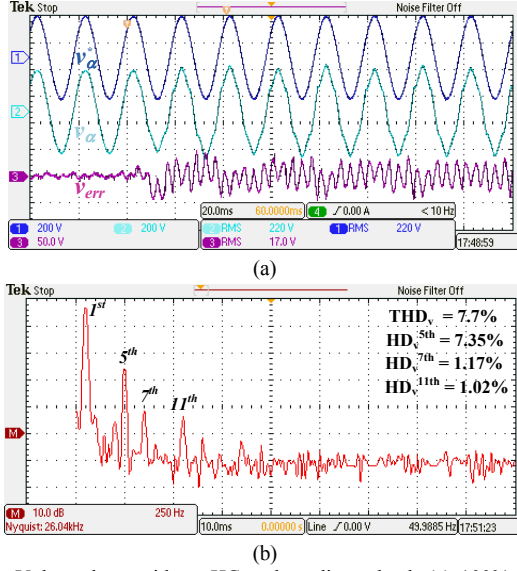 Tek Stop Noise Filter Off
1
v*α
2
vα
3
verr
20.0ms 60.0000ms 4 0.00 A < 10 Hz
1 200 V 2 200 V 2 RMS 220 V 1 RMS 220 V
3 50.0 V 3 RMS 17.0 V 17:48:59
(a)
Tek Stop Noise Filter Off
1st
5th
7th
11th
THDv = 7.7%
HDv5th = 7.35%
HDv7th = 1.17%
HDv11th = 1.02%
M
M 10.0 dB 250 Hz
Nyquist: 26.04kHz
10.0ms 0.00000 s Line 0.00 V 49.9885 Hz 17:51:23
(b)